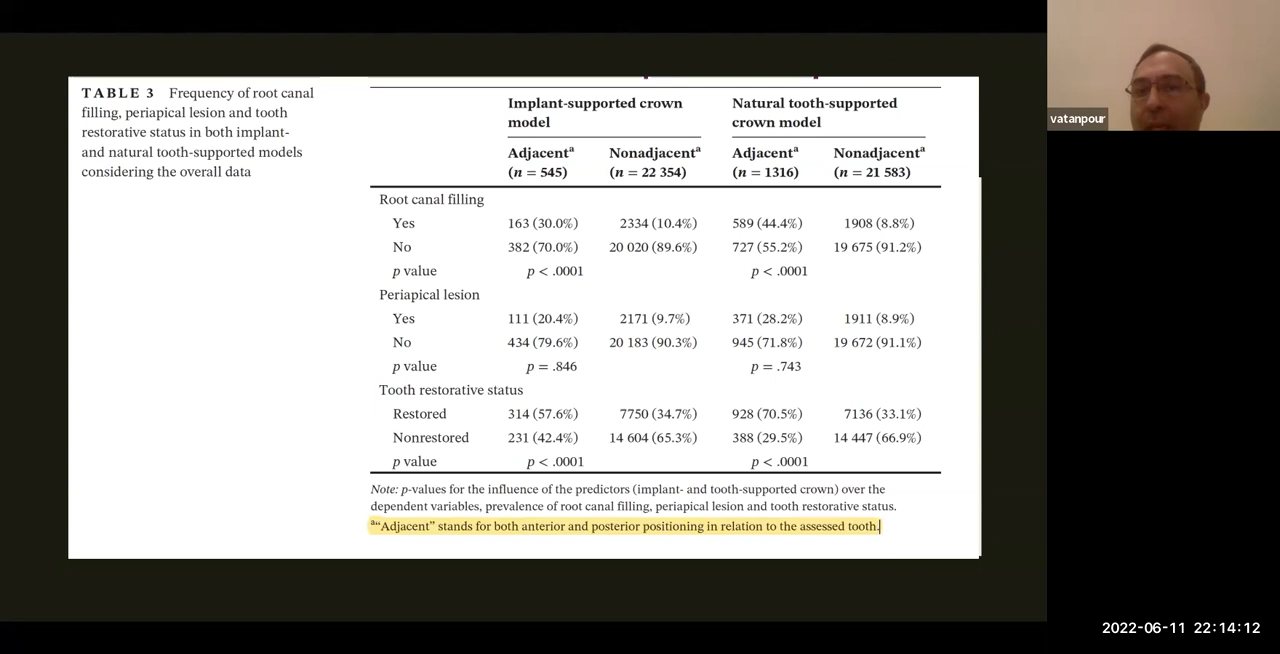 TABLE 3 Frequency of root canal
filling, periapical lesion and tooth
restorative status in both implant-
and natural tooth-supported models
considering the overall data
Implant-supported crown model Natural tooth-supported crown model
Adjacentᵃ (n = 545) Nonadjacentᵃ (n = 22 354) Adjacentᵃ (n = 1316) Nonadjacentᵃ (n = 21 583)
Root canal filling
Yes 163 (30.0%) 2334 (10.4%) 589 (44.4%) 1908 (8.8%)
No 382 (70.0%) 20 020 (89.6%) 727 (55.2%) 19 675 (91.2%)
p value p < .0001 p < .0001
Periapical lesion
Yes 111 (20.4%) 2171 (9.7%) 371 (28.2%) 1911 (8.9%)
No 434 (79.6%) 20 183 (90.3%) 945 (71.8%) 19 672 (91.1%)
p value p = .846 p = .743
Tooth restorative status
Restored 314 (57.6%) 7750 (34.7%) 928 (70.5%) 7136 (33.1%)
Nonrestored 231 (42.4%) 14 604 (65.3%) 388 (29.5%) 14 447 (66.9%)
p value p < .0001 p < .0001
Note: p-values for the influence of the predictors (implant- and tooth-supported crown) over the
dependent variables, prevalence of root canal filling, periapical lesion and tooth restorative status.
ᵃ“Adjacent” stands for both anterior and posterior positioning in relation to the assessed tooth.
vatanpour
2022-06-11 22:14:12